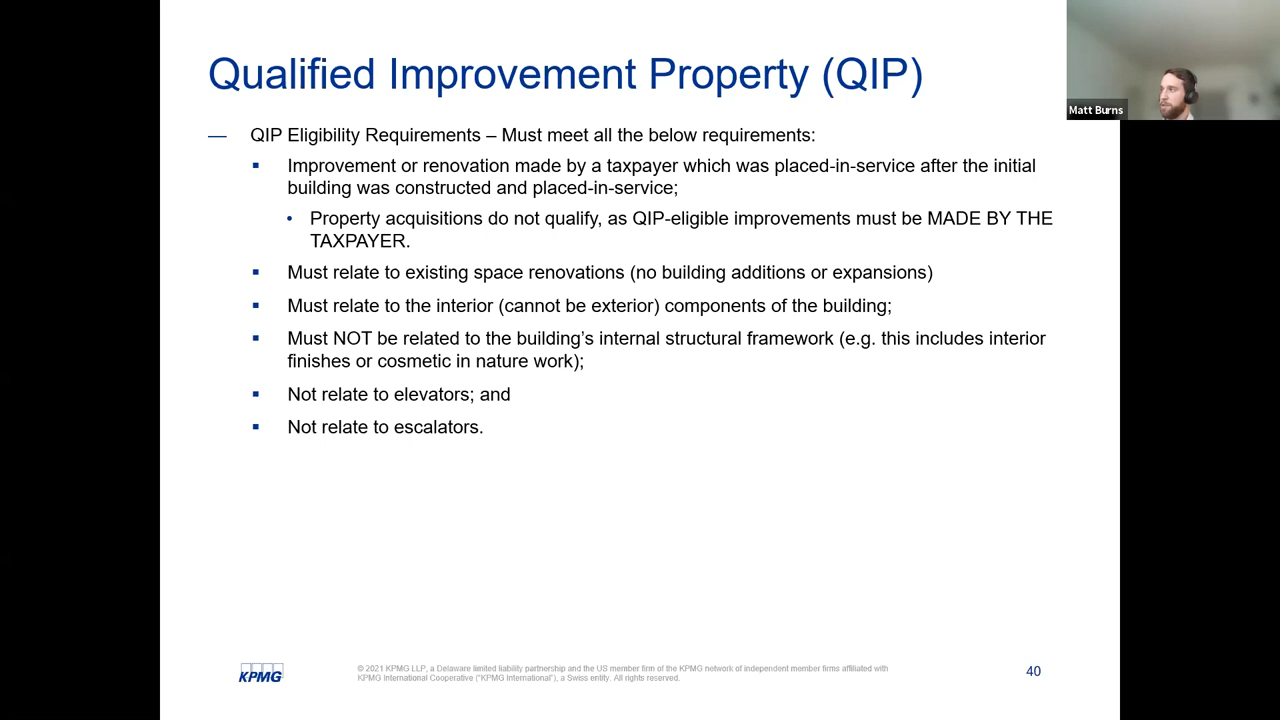 Qualified Improvement Property (QIP)
Matt Burns
— QIP Eligibility Requirements – Must meet all the below requirements:
▪ Improvement or renovation made by a taxpayer which was placed-in-service after the initial
building was constructed and placed-in-service;
• Property acquisitions do not qualify, as QIP-eligible improvements must be MADE BY THE
TAXPAYER.
▪ Must relate to existing space renovations (no building additions or expansions)
▪ Must relate to the interior (cannot be exterior) components of the building;
▪ Must NOT be related to the building’s internal structural framework (e.g. this includes interior
finishes or cosmetic in nature work);
▪ Not relate to elevators; and
▪ Not relate to escalators.
KPMG
© 2021 KPMG LLP, a Delaware limited liability partnership and the US member firm of the KPMG network of independent member firms affiliated with
KPMG International Cooperative (“KPMG International”), a Swiss entity. All rights reserved.
40